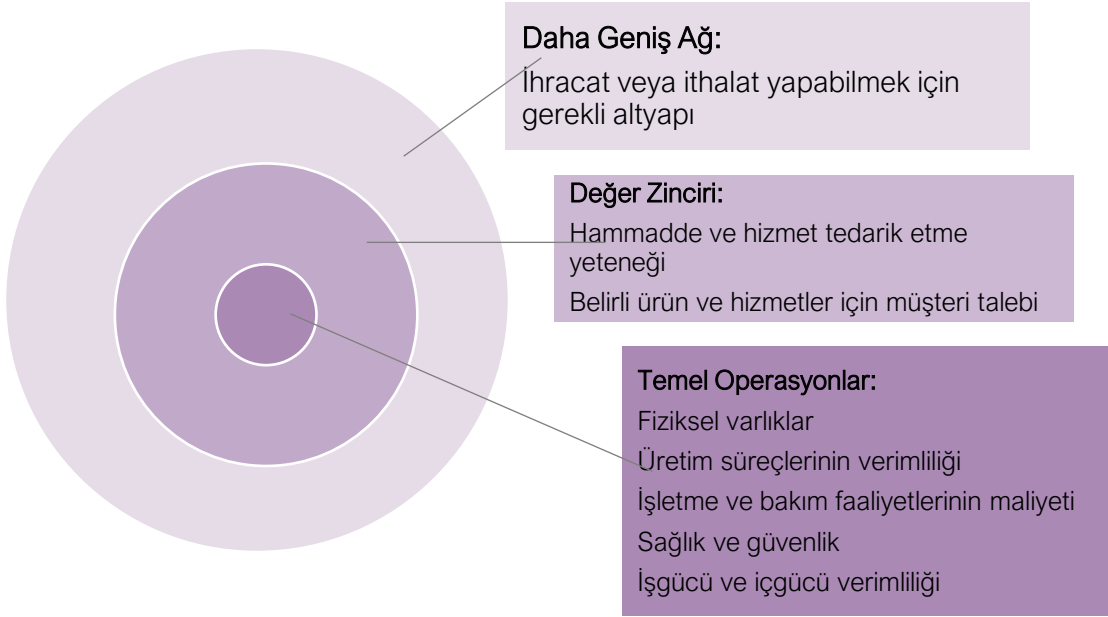 Daha Geniş Ağ:
İhracat veya ithalat yapabilmek için
gerekli altyapı
Değer Zinciri:
Hammadde ve hizmet tedarik etme
yeteneği
Belirli ürün ve hizmetler için müşteri talebi
Temel Operasyonlar:
Fiziksel varlıklar
Üretim süreçlerinin verimliliği
İşletme ve bakım faaliyetlerinin maliyeti
Sağlık ve güvenlik
İşgücü ve içgücü verimliliği